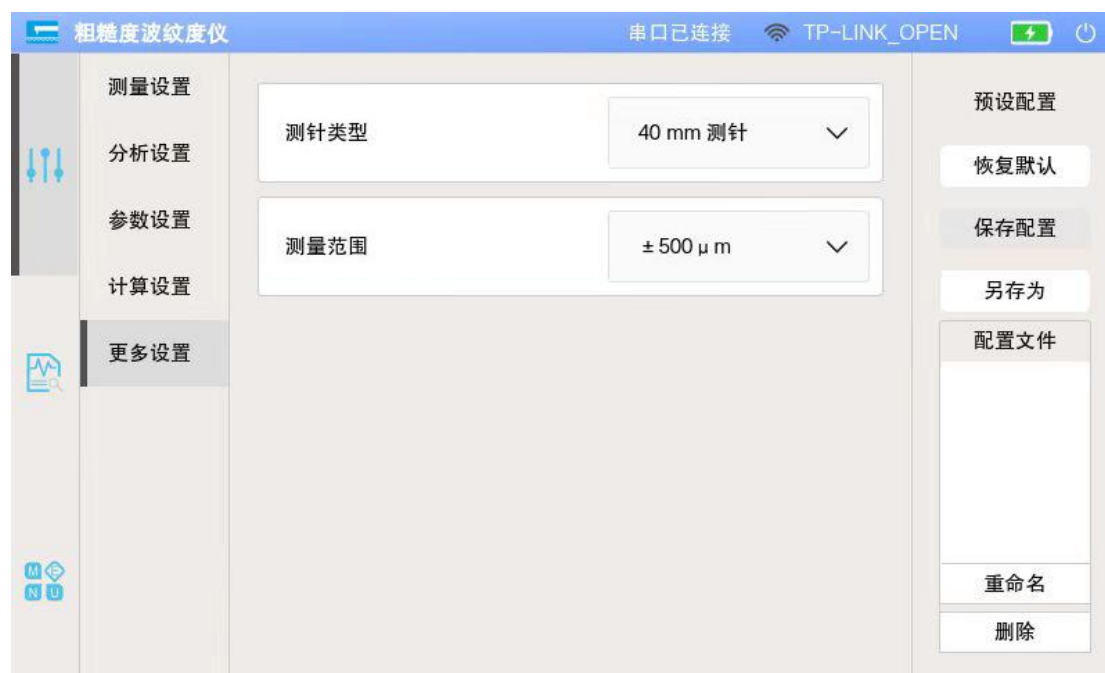 粗糙度波纹度仪
串口已连接 TP-LINK_OPEN
测量设置
分析设置
参数设置
计算设置
更多设置
测针类型 40 mm 测针
测量范围 ±500 μm
预设配置
恢复默认
保存配置
另存为
配置文件
重命名
删除
M E
N U